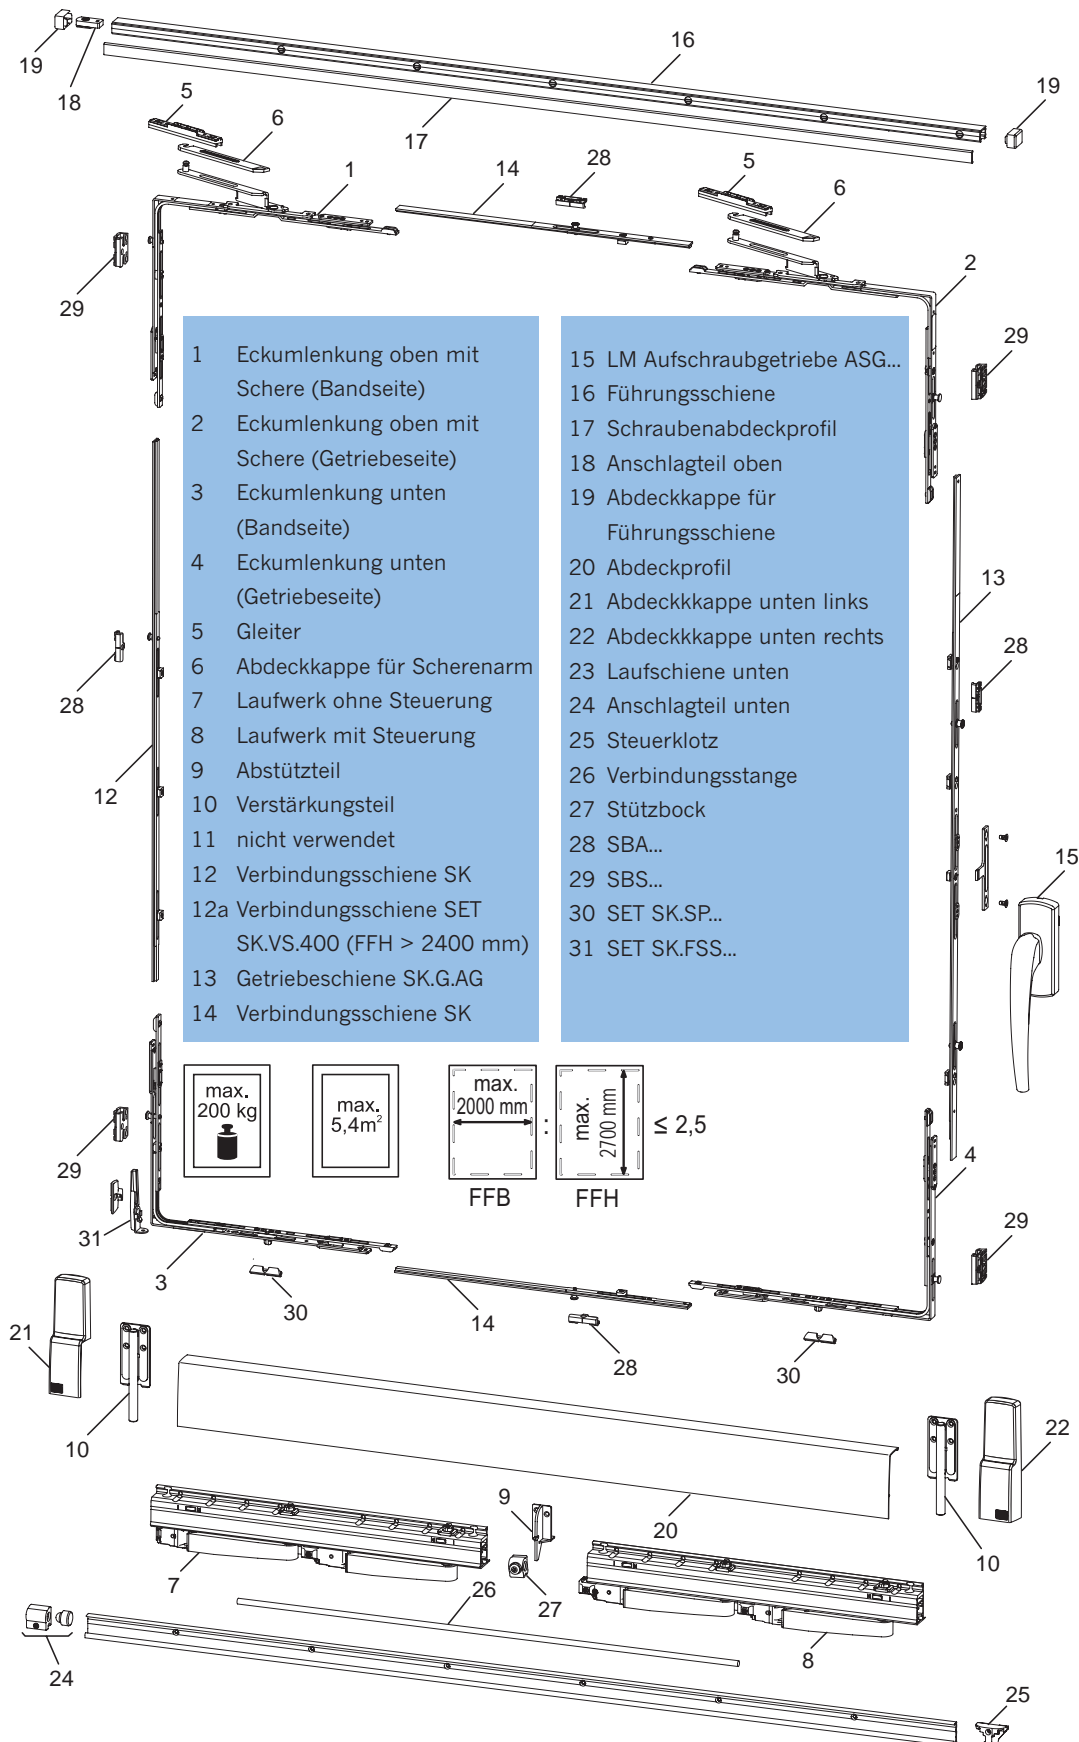 19
18
16
17
19
5
6
1
14
28
5
6
2
29
29
1 Eckumlenkung oben mit
Schere (Bandseite)
2 Eckumlenkung oben mit
Schere (Getriebeseite)
3 Eckumlenkung unten
(Bandseite)
4 Eckumlenkung unten
(Getriebeseite)
5 Gleiter
6 Abdeckkappe für Scherenarm
7 Laufwerk ohne Steuerung
8 Laufwerk mit Steuerung
9 Abstützteil
10 Verstärkungsteil
11 nicht verwendet
12 Verbindungsschiene SK
12a Verbindungsschiene SET
SK.VS.400 (FFH > 2400 mm)
13 Getriebeschiene SK.G.AG
14 Verbindungsschiene SK
15 LM Aufschraubgetriebe ASG...
16 Führungsschiene
17 Schraubenabdeckprofil
18 Anschlagteil oben
19 Abdeckkappe für
Führungsschiene
20 Abdeckprofil
21 Abdeckkkappe unten links
22 Abdeckkkappe unten rechts
23 Laufschiene unten
24 Anschlagteil unten
25 Steuerklotz
26 Verbindungsstange
27 Stützbock
28 SBA...
29 SBS...
30 SET SK.SP...
31 SET SK.FSS...
13
28
28
12
15
max.
200 kg
max.
5,4m²
max.
2000 mm
:
max.
2700 mm
≤ 2,5
FFB
FFH
29
31
3
30
14
28
30
4
29
21
10
20
22
10
7
9
27
26
8
24
25